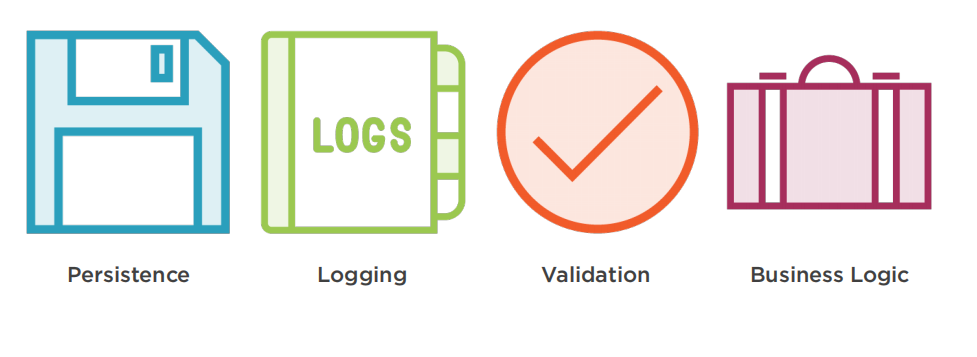 LOGS
Persistence
Logging
Validation
Business Logic